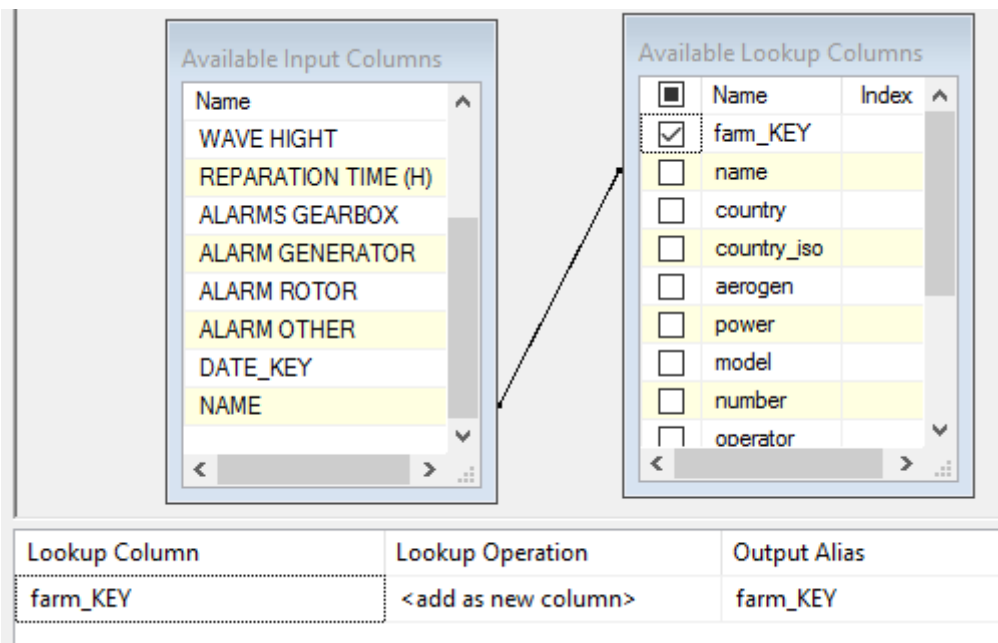 Available Input Columns
Name
WAVE HIGHT
REPARATION TIME (H)
ALARMS GEARBOX
ALARM GENERATOR
ALARM ROTOR
ALARM OTHER
DATE_KEY
NAME
Available Lookup Columns
Name Index
farm_KEY
name
country
country_iso
aerogen
power
model
number
operator
Lookup Column Lookup Operation Output Alias
farm_KEY <add as new column> farm_KEY